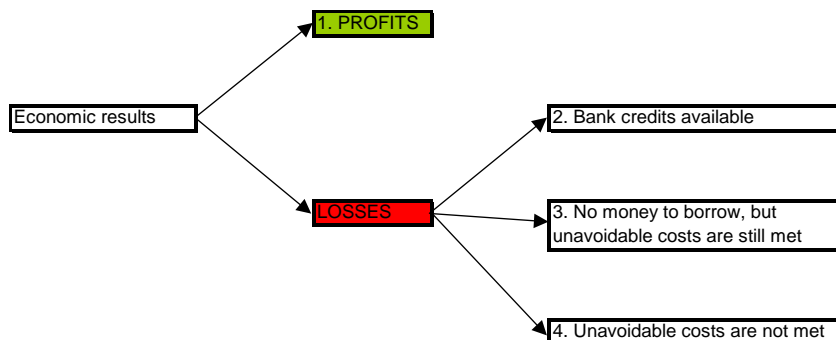 1. PROFITS
Economic results
2. Bank credits available
LOSSES
3. No money to borrow, but
unavoidable costs are still met
4. Unavoidable costs are not met